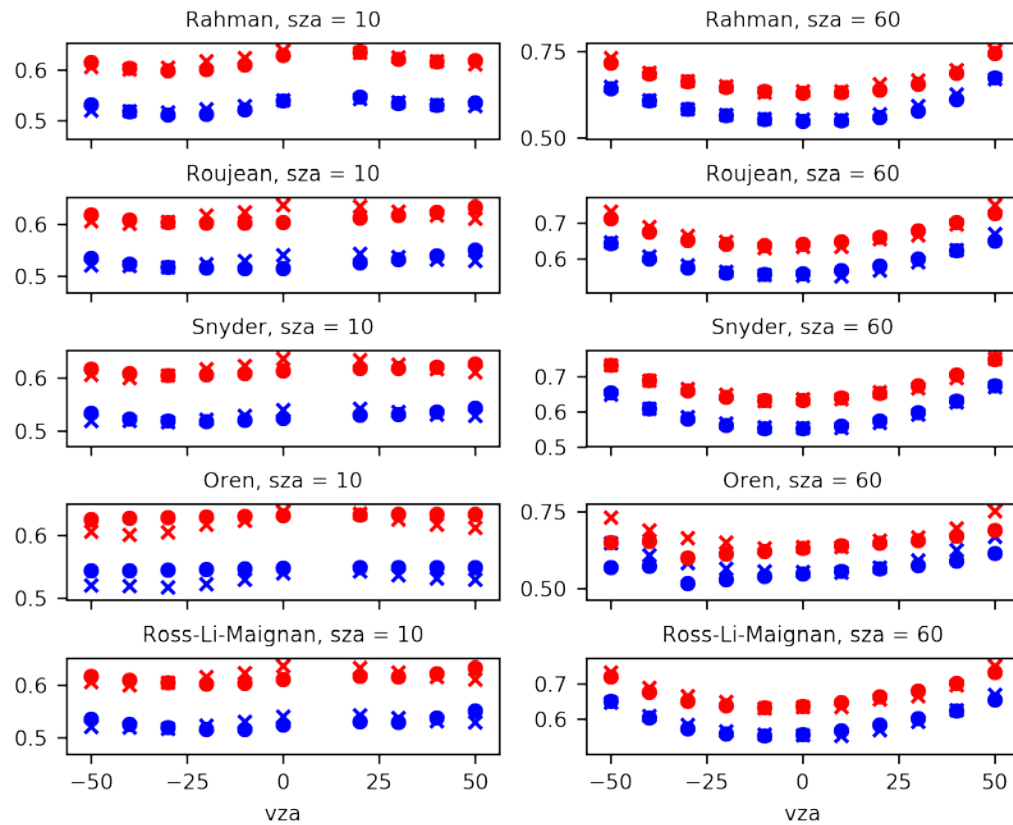 Rahman, sza = 10
Rahman, sza = 60
0.6
0.5
0.75
0.50
Roujean, sza = 10
Roujean, sza = 60
0.6
0.5
0.7
0.6
Snyder, sza = 10
Snyder, sza = 60
0.6
0.5
0.7
0.6
0.5
Oren, sza = 10
Oren, sza = 60
0.6
0.5
0.75
0.50
Ross-Li-Maignan, sza = 10
Ross-Li-Maignan, sza = 60
0.6
0.5
0.7
0.6
−50 −25 0 25 50
−50 −25 0 25 50
vza
vza